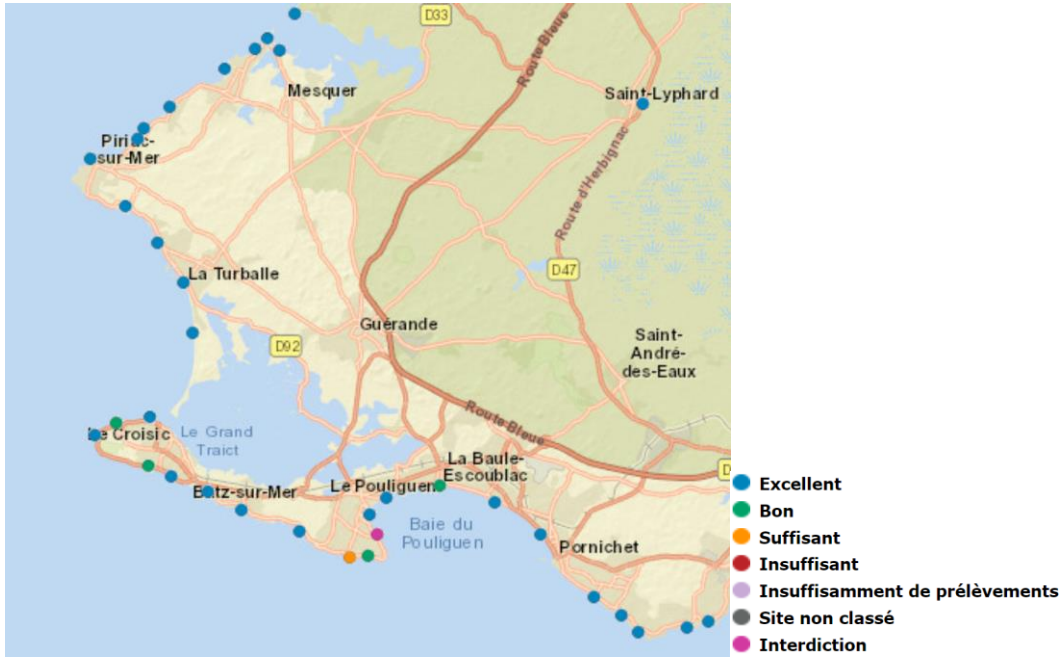 D33
Route Bleue
Mesquer
Saint-Lyphard
Piriac-
sur-Mer
Route d'Herbignac
La Turballe
D47
Guérande
D92
Saint-
André-
des-Eaux
Route Bleue
Le Croisic
Le Grand
Traict
La Baule-
Escoublac
Batz-sur-Mer
Le Pouliguen
Baie du
Pouliguen
Pornichet
Excellent
Bon
Suffisant
Insuffisant
Insuffisamment de prélèvements
Site non classé
Interdiction